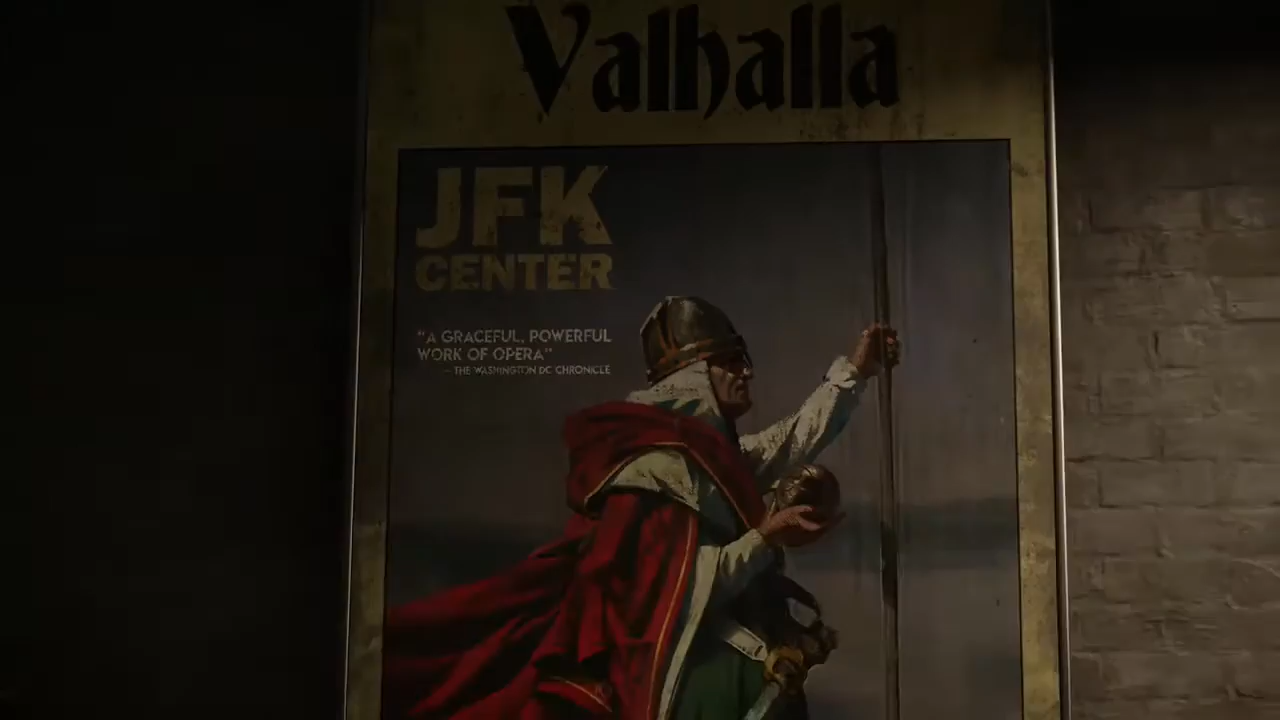 Valhalla
JFK
CENTER
"A GRACEFUL, POWERFUL
WORK OF OPERA"
- THE WASHINGTON DC CHRONICLE